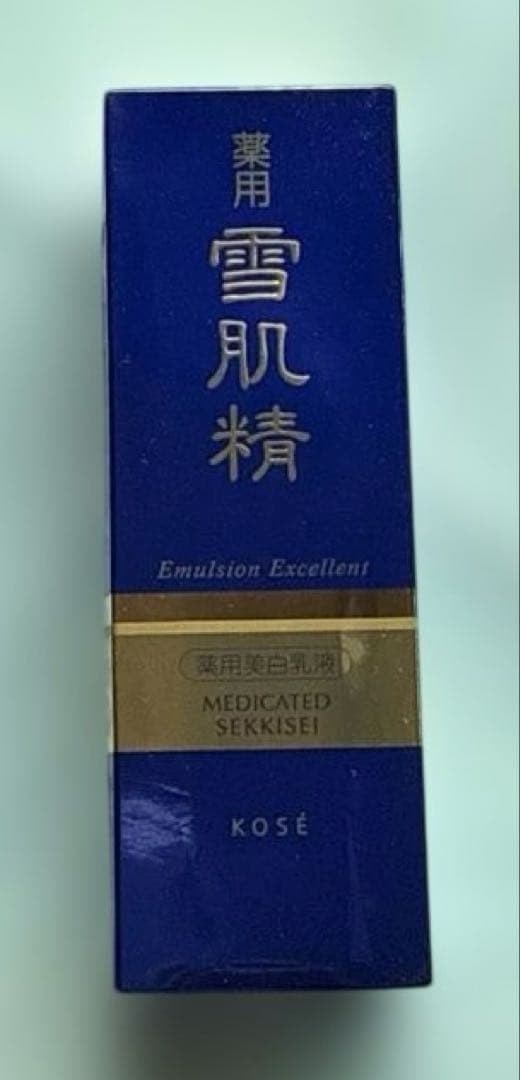 薬用
雪肌精
Emulsion Excellent
薬用美白乳液
MEDICATED
SEKKISEI
KOSÉ